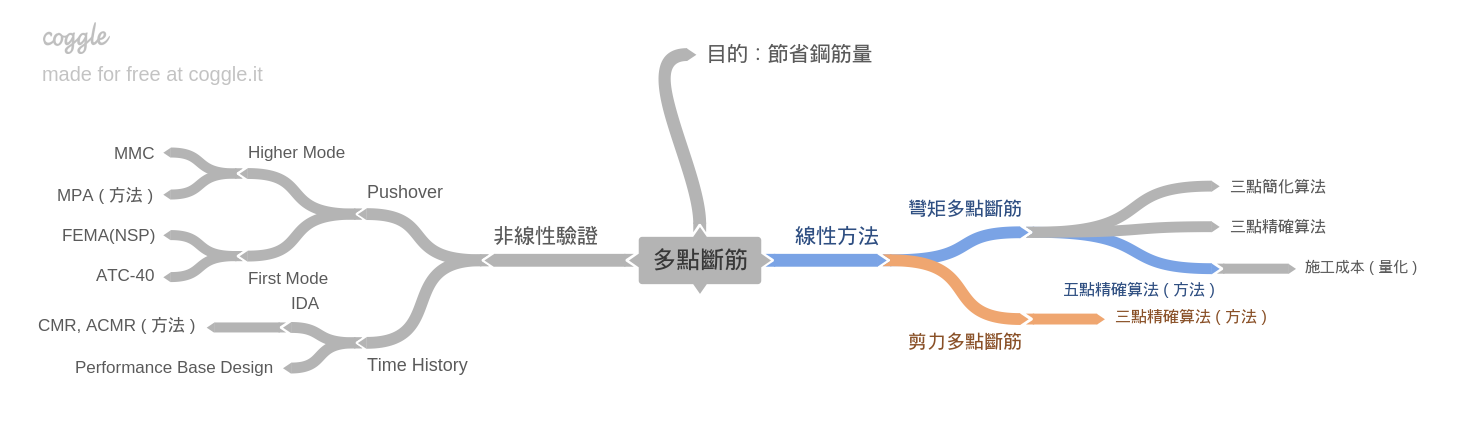 coggle
made for free at coggle.it
目的 : 節省鋼筋量
MMC
Higher Mode
MPA ( 方法 )
Pushover
FEMA(NSP)
ATC-40
First Mode
IDA
CMR, ACMR ( 方法 )
Performance Base Design
Time History
非線性驗證
多點斷筋
線性方法
彎矩多點斷筋
三點簡化算法
三點精確算法
施工成本 ( 量化 )
五點精確算法 ( 方法 )
三點精確算法 ( 方法 )
剪力多點斷筋